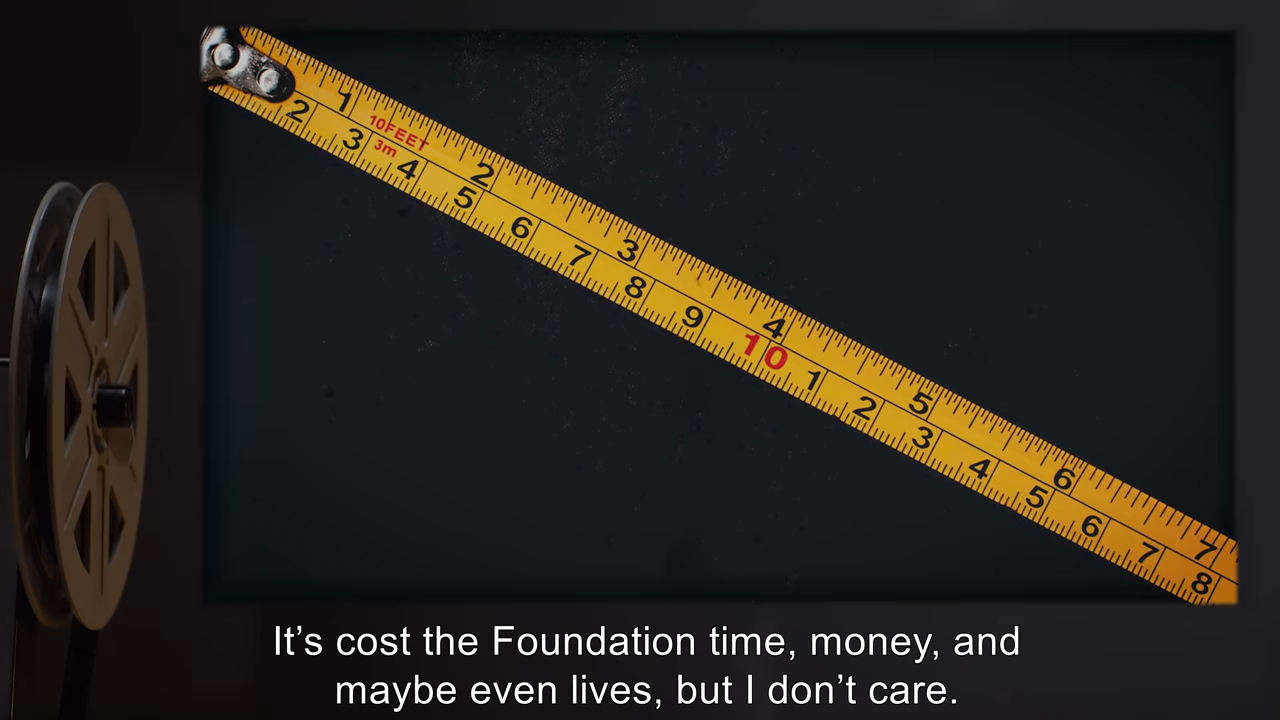 1 2 3 4 5 6 7
10FEET
3m
2 3 4 5 6 7 8 9 10 1 2 3 4 5 6 7 8
It’s cost the Foundation time, money, and
maybe even lives, but I don’t care.